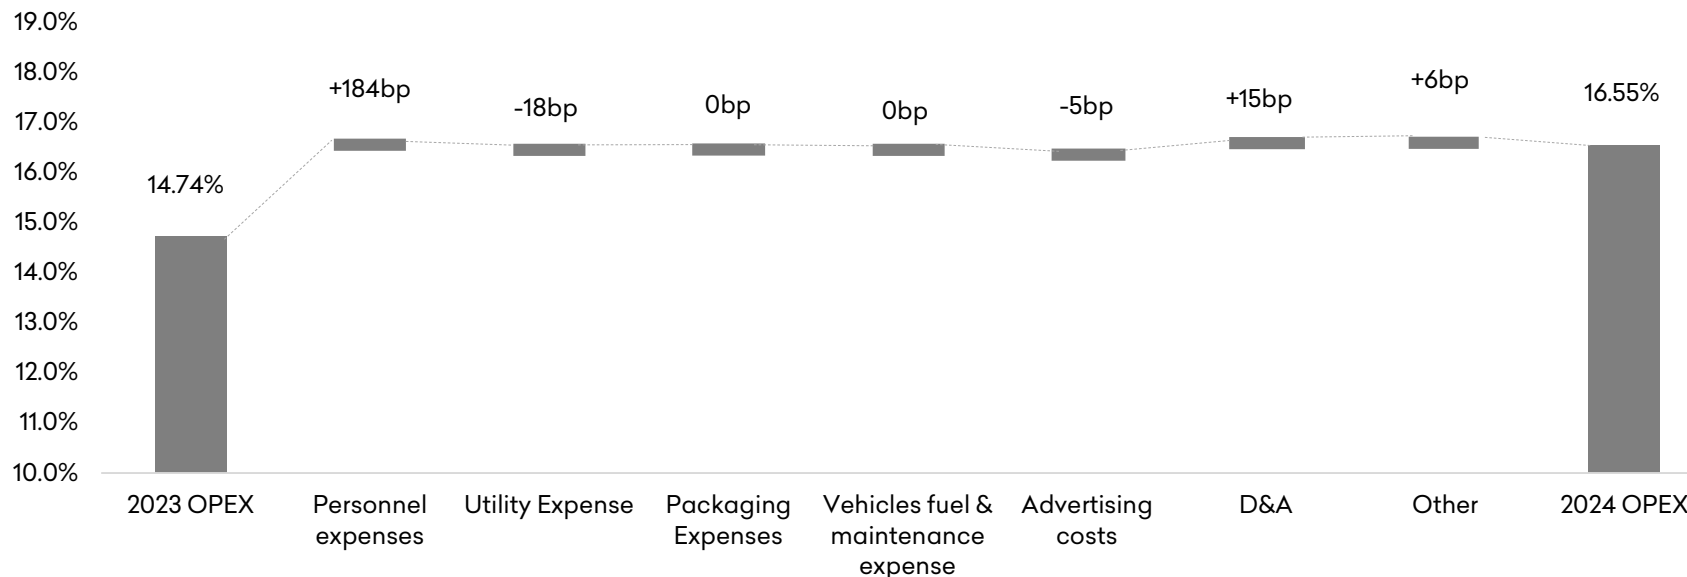 19.0%
18.0%
17.0%
16.0%
15.0%
14.0%
13.0%
12.0%
11.0%
10.0%
14.74%
+184bp
-18bp
0bp
0bp
-5bp
+15bp
+6bp
16.55%
2023 OPEX
Personnel
expenses
Utility Expense
Packaging
Expenses
Vehicles fuel &
maintenance
expense
Advertising
costs
D&A
Other
2024 OPEX